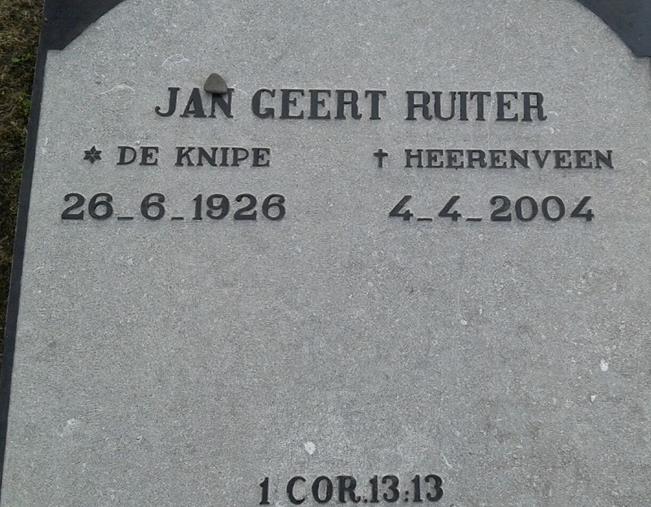 JAN GEERT RUITER
* DE KNIPE † HEERENVEEN
26-6-1926 4-4-2004
1 COR.13:13